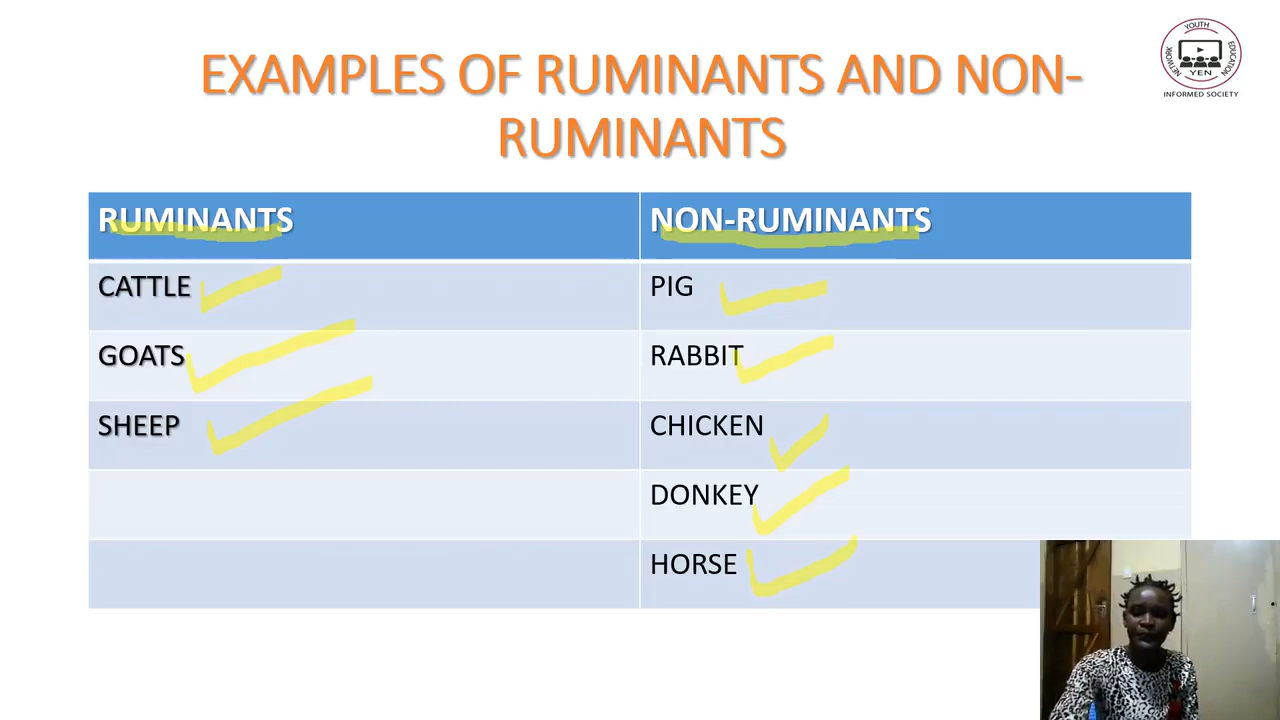 EXAMPLES OF RUMINANTS AND NON-
RUMINANTS
YOUTH
EDUCATION
NETWORK
YEN
INFORMED SOCIETY
RUMINANTS
NON-RUMINANTS
CATTLE
PIG
GOATS
RABBIT
SHEEP
CHICKEN
DONKEY
HORSE